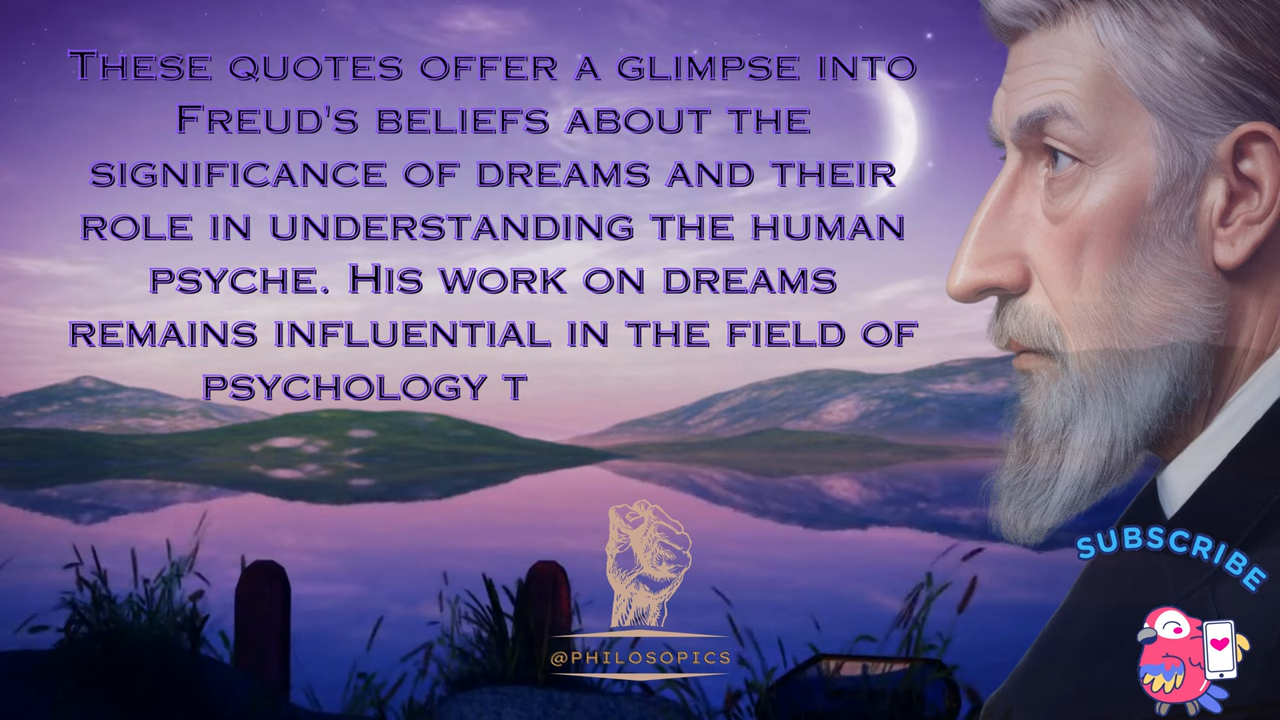 These quotes offer a glimpse into
Freud's beliefs about the
significance of dreams and their
role in understanding the human
psyche. His work on dreams
remains influential in the field of
psychology t
@PHILOSOPICS
SUBSCRIBE